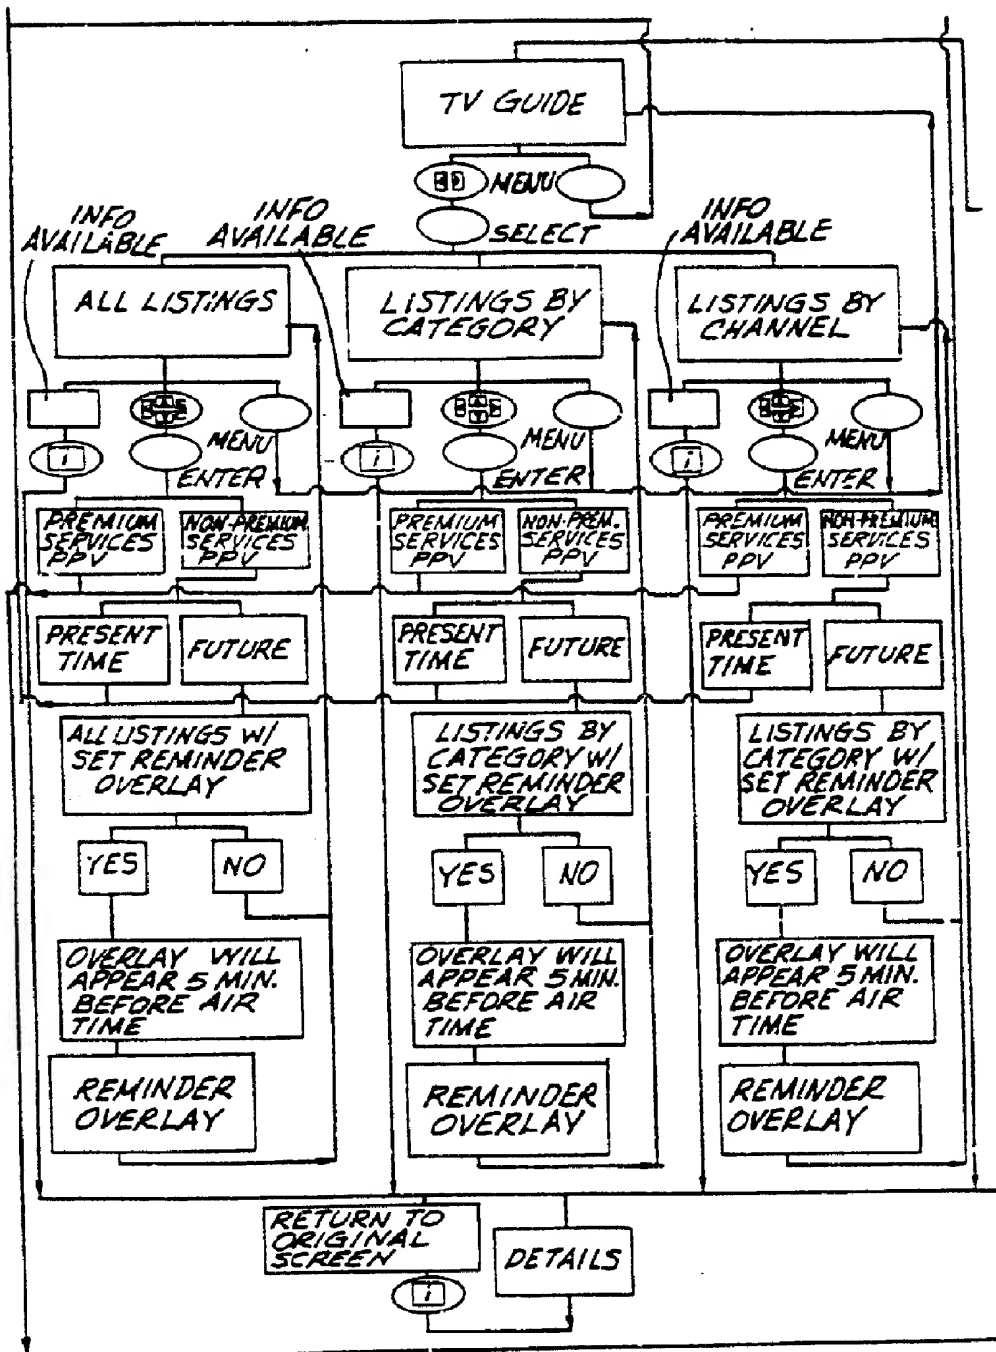 TV GUIDE
MENU
SELECT
INFO
AVAILABLE
INFO
AVAILABLE
INFO
AVAILABLE
ALL LISTINGS
LISTINGS BY
CATEGORY
LISTINGS BY
CHANNEL
MENU
ENTER
i
MENU
ENTER
i
MENU
ENTER
i
PREMIUM
SERVICES
PPV
NON-PREMIUM
SERVICES
PPV
PREMIUM
SERVICES
PPV
NON-PREM.
SERVICES
PPV
PREMIUM
SERVICES
PPV
NON-PREMIUM
SERVICES
PPV
PRESENT
TIME
FUTURE
PRESENT
TIME
FUTURE
PRESENT
TIME
FUTURE
ALL LISTINGS W/
SET REMINDER
OVERLAY
LISTINGS BY
CATEGORY W/
SET REMINDER
OVERLAY
LISTINGS BY
CATEGORY W/
SET REMINDER
OVERLAY
YES
NO
YES
NO
YES
NO
OVERLAY WILL
APPEAR 5 MIN.
BEFORE AIR
TIME
OVERLAY WILL
APPEAR 5 MIN.
BEFORE AIR
TIME
OVERLAY WILL
APPEAR 5 MIN.
BEFORE AIR
TIME
REMINDER
OVERLAY
REMINDER
OVERLAY
REMINDER
OVERLAY
RETURN TO
ORIGINAL
SCREEN
i
DETAILS